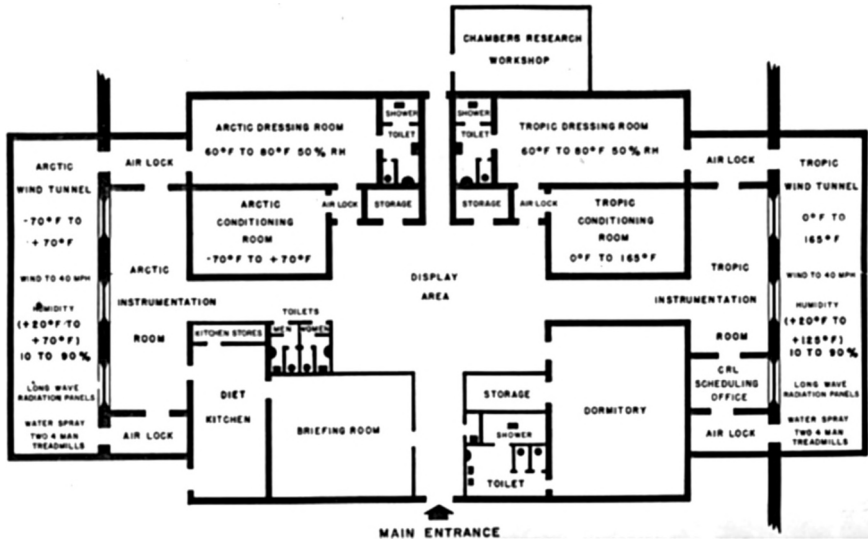 CHAMBERS RESEARCH
WORKSHOP
ARCTIC DRESSING ROOM
60°F TO 80°F 50% RH
SHOWER
TOILET
SHOWER
TOILET
TROPIC DRESSING ROOM
60°F TO 80°F 50% RH
AIR LOCK
AIR LOCK
ARCTIC
WIND TUNNEL
-70°F TO
+70°F
WIND TO 40 MPH
HUMIDITY
(+20°F TO
+70°F)
10 TO 90%
LONG WAVE
RADIATION PANELS
WATER SPRAY
TWO 4 MAN
TREADMILLS
ARCTIC
CONDITIONING
ROOM
-70°F TO +70°F
AIR LOCK
STORAGE
STORAGE
AIR LOCK
TROPIC
CONDITIONING
ROOM
0°F TO 165°F
TROPIC
WIND TUNNEL
0°F TO
165°F
WIND TO 40 MPH
HUMIDITY
(+20°F TO
+125°F)
10 TO 90%
LONG WAVE
RADIATION PANELS
WATER SPRAY
TWO 4 MAN
TREADMILLS
ARCTIC
INSTRUMENTATION
ROOM
DISPLAY
AREA
TROPIC
INSTRUMENTATION
ROOM
TOILETS
MEN
WOMEN
KITCHEN STORES
DIET
KITCHEN
BRIEFING ROOM
STORAGE
SHOWER
TOILET
DORMITORY
CRL
SCHEDULING
OFFICE
AIR LOCK
AIR LOCK
MAIN ENTRANCE